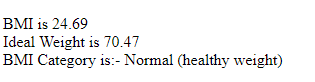 BMI is 24.69
Ideal Weight is 70.47
BMI Category is:- Normal (healthy weight)